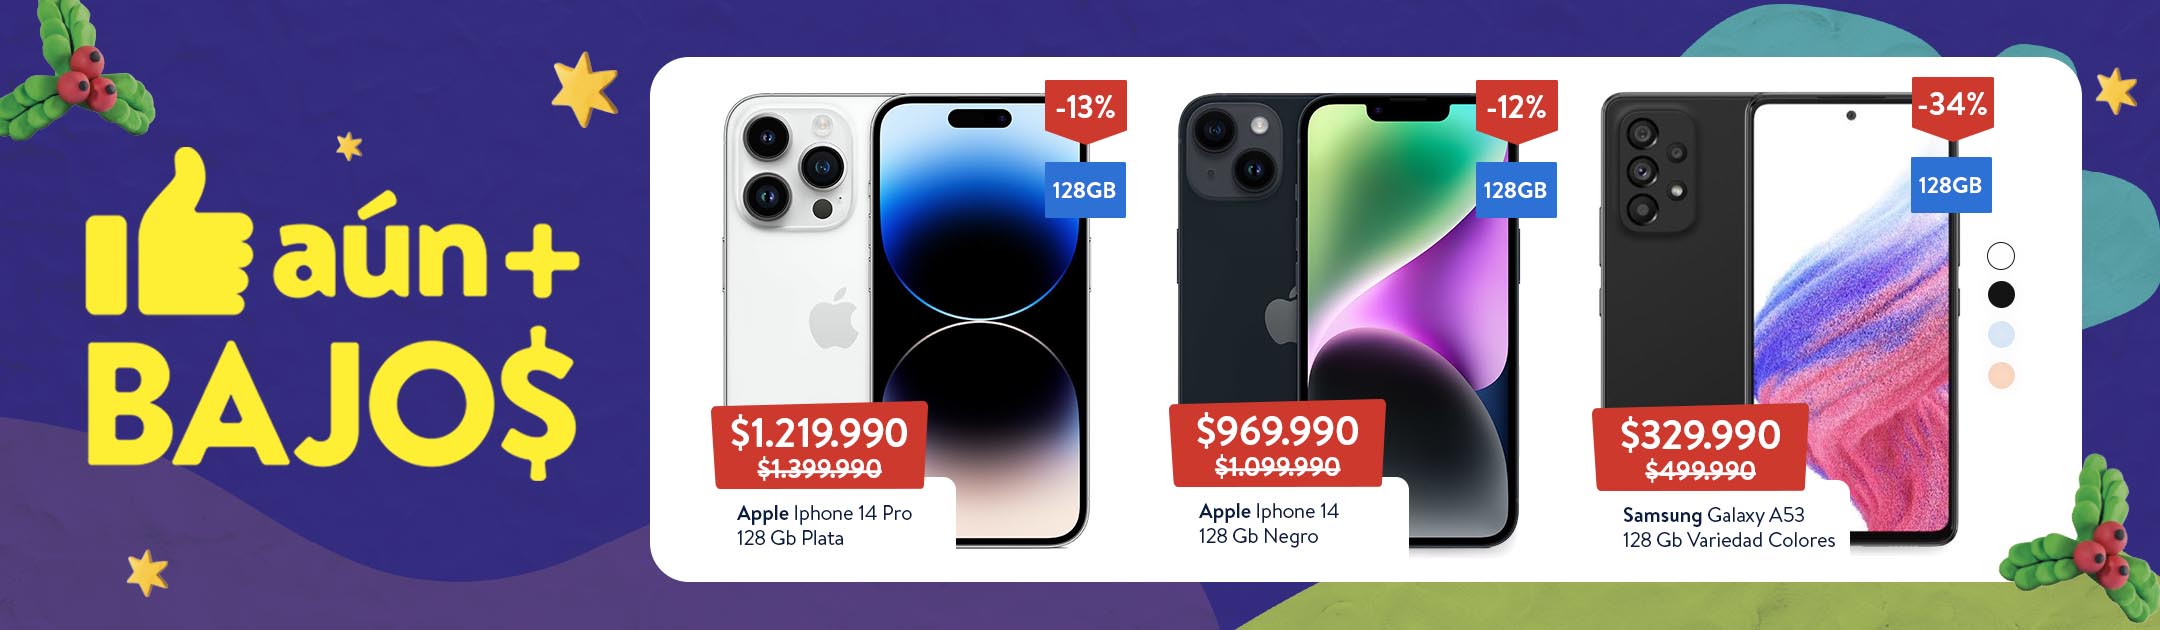 aún +
BAJO$
-13%
128GB
$1.219.990
$1.399.990
Apple Iphone 14 Pro
128 Gb Plata
-12%
128GB
$969.990
$1.099.990
Apple Iphone 14
128 Gb Negro
-34%
128GB
$329.990
$499.990
Samsung Galaxy A53
128 Gb Variedad Colores